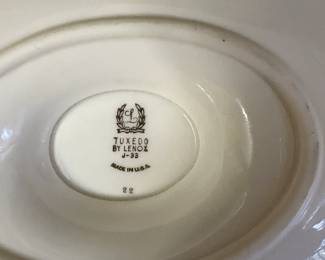 L
TUXEDO
BY LENOX
J-33
MADE IN U.S.A.
22